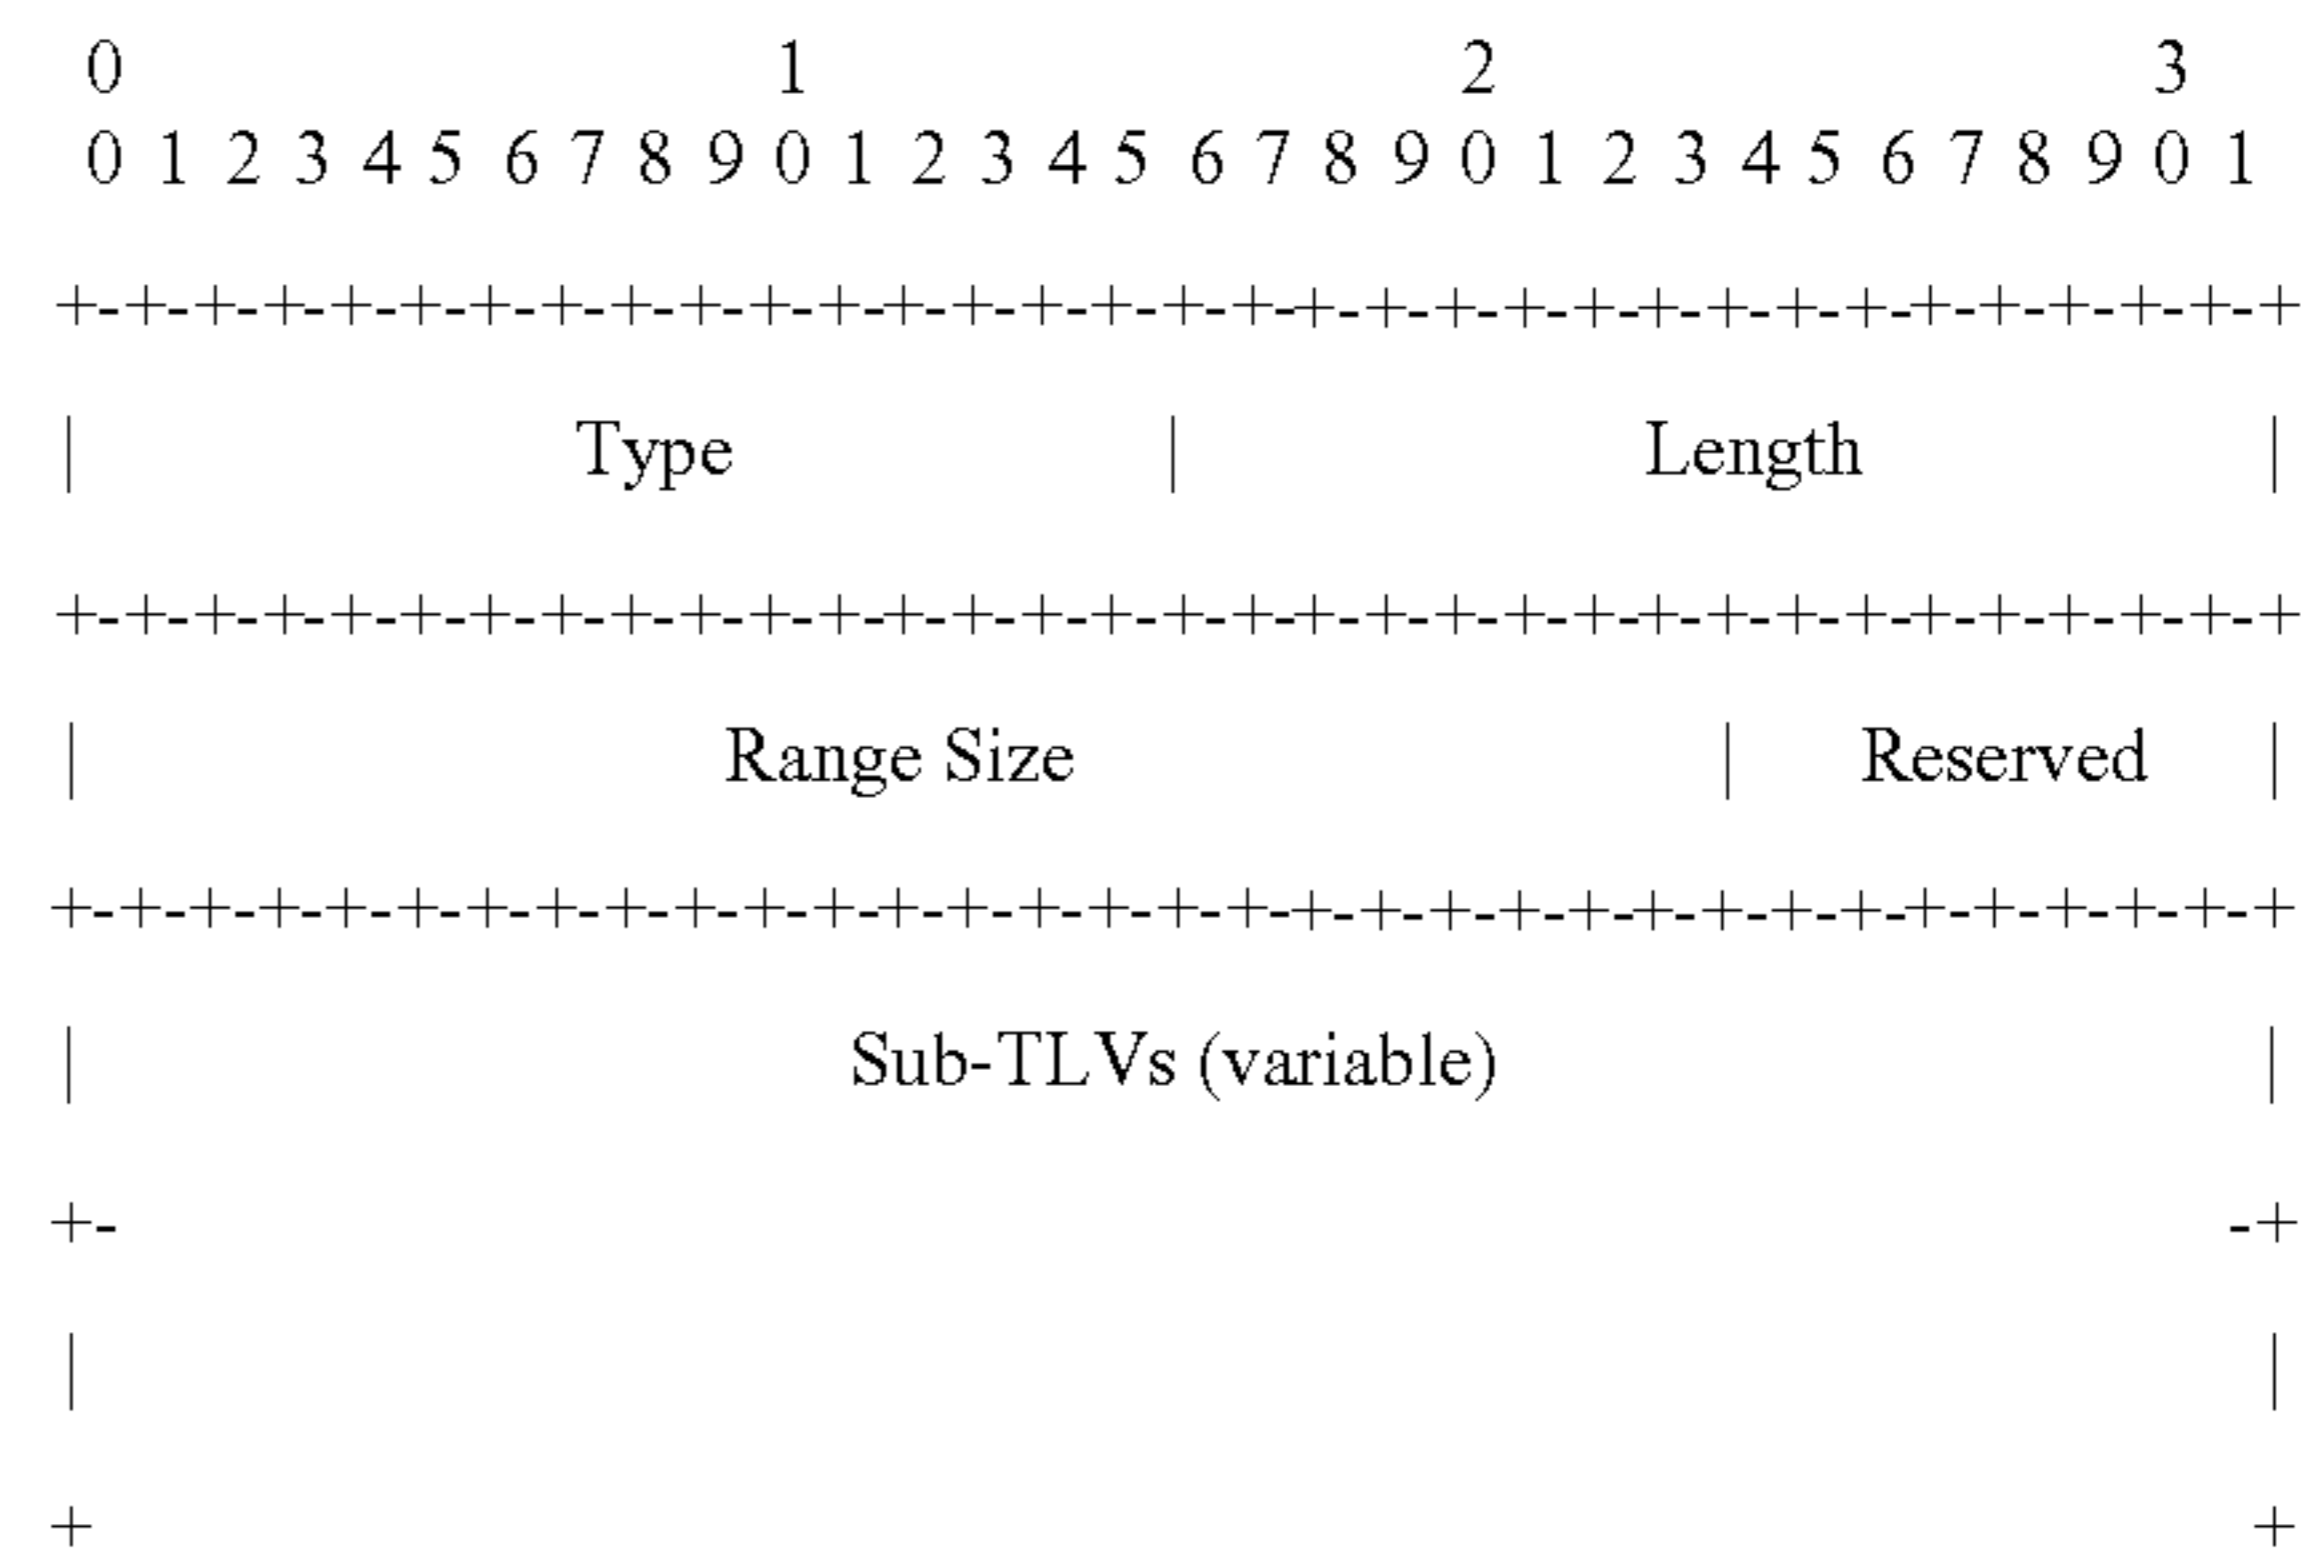 0 1 2 3
0 1 2 3 4 5 6 7 8 9 0 1 2 3 4 5 6 7 8 9 0 1 2 3 4 5 6 7 8 9 0 1
+-+-+-+-+-+-+-+-+-+-+-+-+-+-+-+-+-+-+-+-+-+-+-+-+-+-+-+-+-+-+-+-+
| Type | Length |
+-+-+-+-+-+-+-+-+-+-+-+-+-+-+-+-+-+-+-+-+-+-+-+-+-+-+-+-+-+-+-+-+
| Range Size | Reserved |
+-+-+-+-+-+-+-+-+-+-+-+-+-+-+-+-+-+-+-+-+-+-+-+-+-+-+-+-+-+-+-+-+
| Sub-TLVs (variable) |
+- -+
| |
+ +